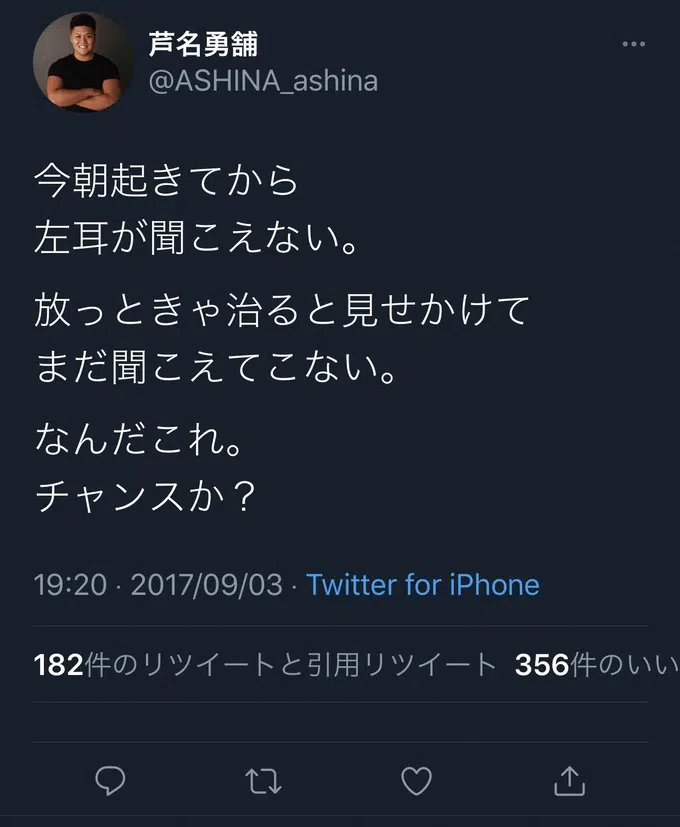 芦名勇舗
@ASHINA_ashina
今朝起きてから
左耳が聞こえない。
放っときゃ治ると見せかけて
まだ聞こえてこない。
なんだこれ。
チャンスか？
19:20 · 2017/09/03 · Twitter for iPhone
182件のリツイートと引用リツイート 356件のいい